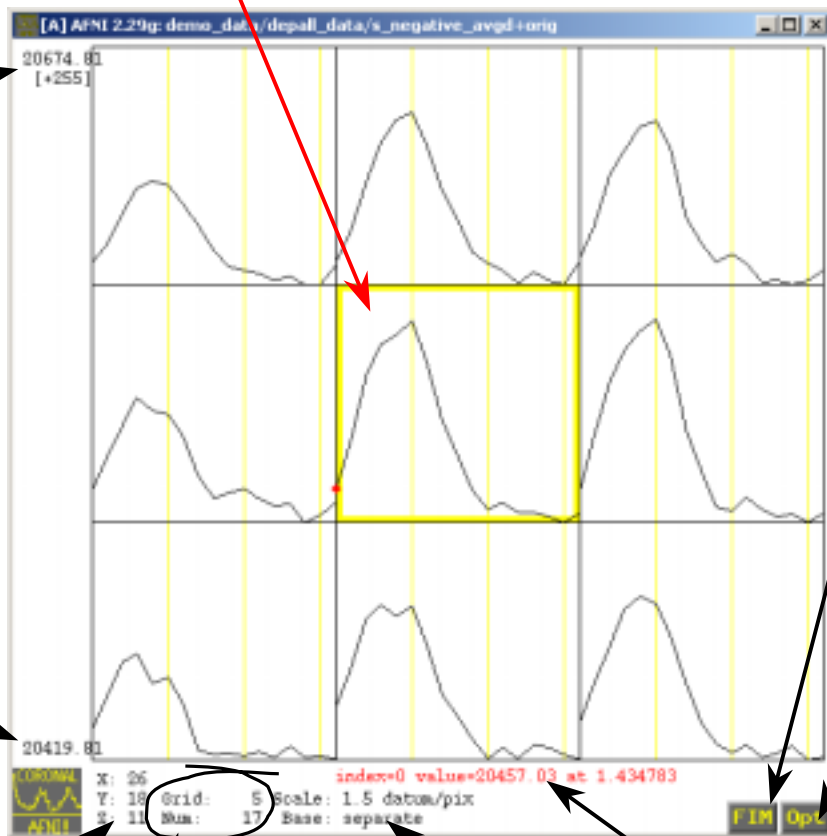 [A] AFNI 2.29g: demo_data/depall_data/s_negative_avgd+orig
20674.81
[+255]
20419.81
CORONAL
AFNI!
X: 26
index=0 value=20457.03 at 1.434783
Y: 18 Grid: 5 Scale: 1.5 datum/pix
Z: 11 Num: 17 Base: separate
FIM
Opt